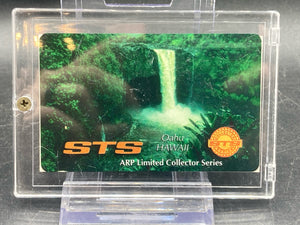 STS
Oahu
HAWAII
ARP Limited Collector Series